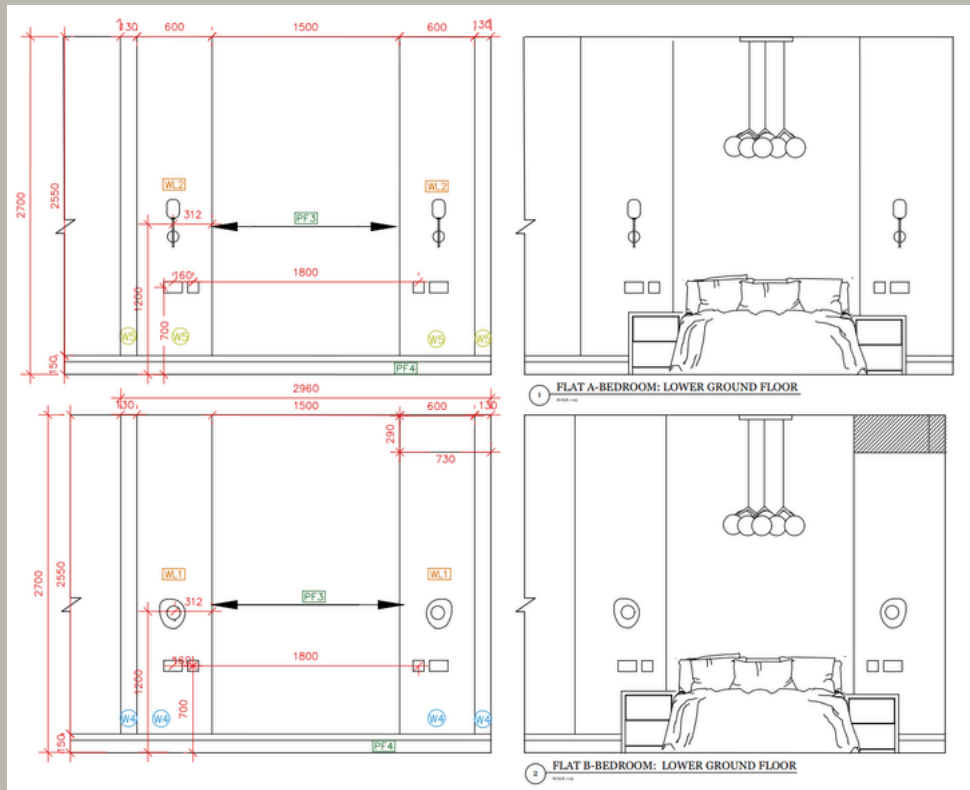 130 600 1500 600 130
2700
2550
WL2
WL2
312
PF3
160
1800
1200
700
W5
W5
W5
W5
150
PF4
1 FLAT A-BEDROOM: LOWER GROUND FLOOR
2960
130 1500 600 130
290
730
2700
2550
WL1
WL1
312
PF3
160
1800
1200
700
W4
W4
W4
W4
150
PF4
2 FLAT B-BEDROOM: LOWER GROUND FLOOR